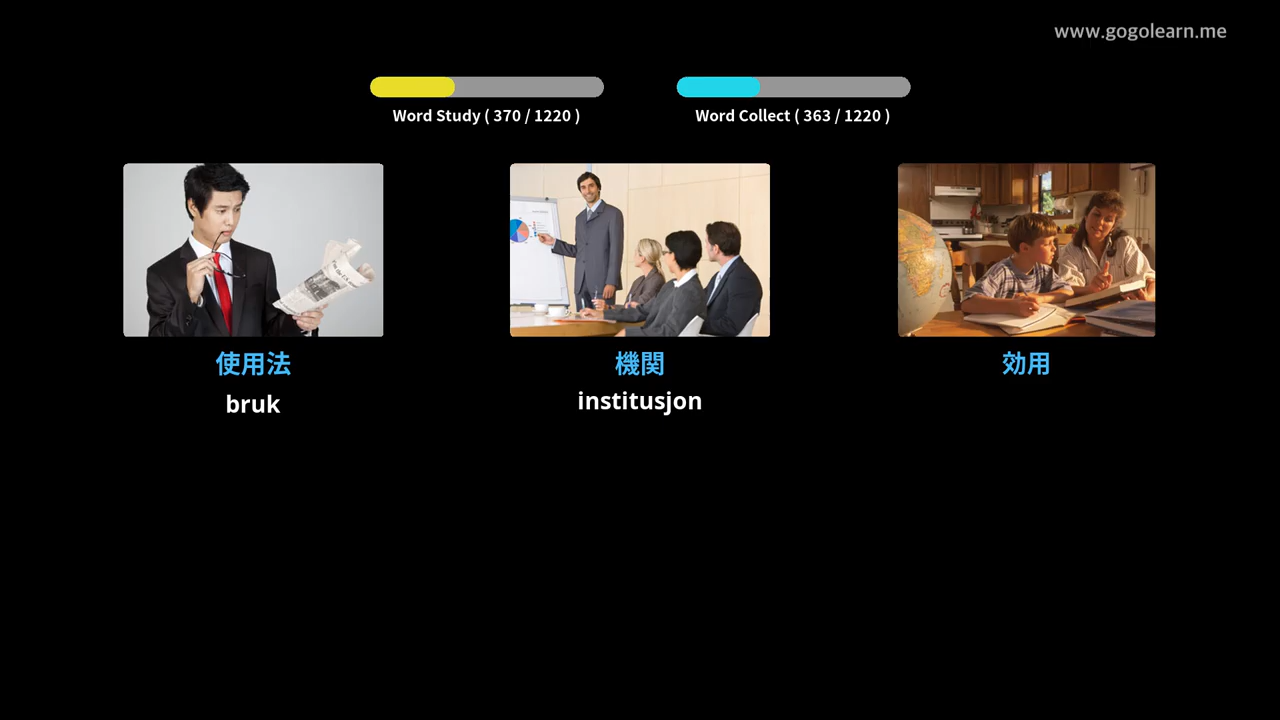 www.gogolearn.me
Word Study ( 370 / 1220 )
Word Collect ( 363 / 1220 )
使用法
機関
効用
bruk
institusjon